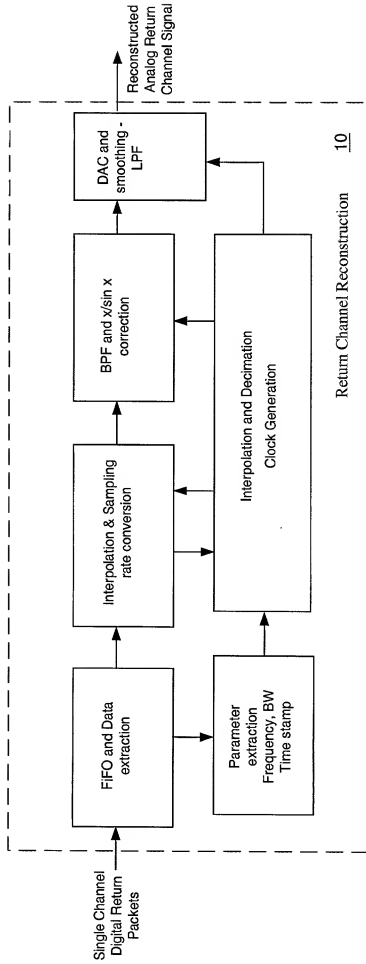 Single Channel
Digital Return
Packets
FiFO and Data
extraction
Interpolation & Sampling
rate conversion
BPF and x/sin x
correction
DAC and
smoothing -
LPF
Reconstructed
Analog Return
Channel Signal
Parameter
extraction
Frequency, BW
Time stamp
Interpolation and Decimation
Clock Generation
Return Channel Reconstruction
10